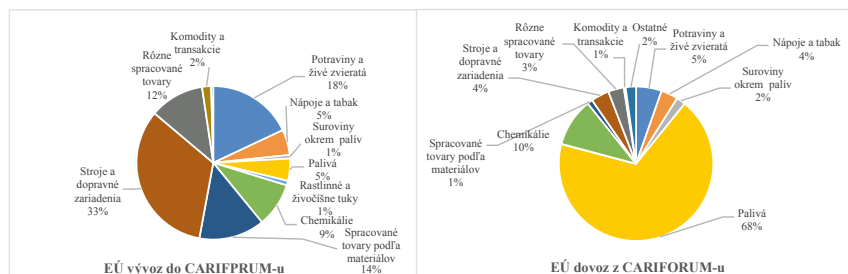 Komodity a
transakcie
2%
Potraviny a
živé zvieratá
18%
Nápoje a tabak
5%
Suroviny
okrem  palív
1%
Palivá
5%
Rastlinné a
živočíšne tuky
1%
Chemikálie
9%
Spracované
tovary podľa
materiálov
14%
Stroje a
dopravné
zariadenia
33%
Rôzne
spracované
tovary
12%
EÚ vývoz do CARIFPRUM-u
Ostatné
2%
Potraviny a
živé zvieratá
5%
Nápoje a tabak
4%
Suroviny
okrem  palív
2%
Palivá
68%
Chemikálie
10%
Spracované
tovary podľa
materiálov
1%
Stroje a
dopravné
zariadenia
4%
Rôzne
spracované
tovary
3%
Komodity a
transakcie
1%
EÚ dovoz z CARIFORUM-u